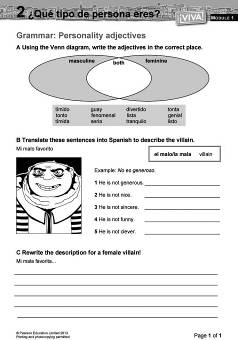 2 ¿Qué tipo de persona eres?
¡VIVA! MODULE 1
Grammar: Personality adjectives
A Using the Venn diagram, write the adjectives in the correct place.
masculine both feminine
tímido guay divertido tonta
tonto fenomenal lista genial
tímida seria tranquilo listo
B Translate these sentences into Spanish to describe the villain.
Mi malo favorito
el malo/la mala villain
Example: No es generoso.
1 He is not generous.
2 He is not nice.
3 He is not sincere.
4 He is not funny.
5 He is not clever.
C Rewrite the description for a female villain!
Mi mala favorita...
© Pearson Education Limited 2013
Printing and photocopying permitted
Page 1 of 1